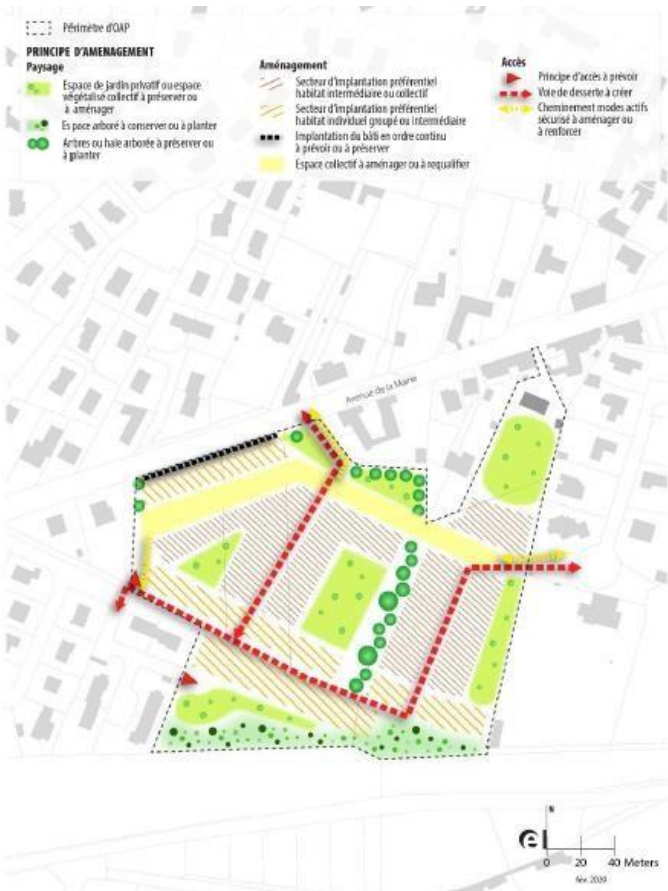 Périmètre d'OAP
PRINCIPE D'AMENAGEMENT
Paysage
Espace de jardin privatif ou espace
végétalisé collectif à préserver ou
à aménager
Es pace arboré à conserver ou à planter
Arbres ou haie arborée à préserver ou
à planter
Aménagement
Secteur d'implantation préférentiel
habitat intermédiaire ou collectif
Secteur d'implantation préférentiel
habitat individuel groupé ou intermédiaire
Implantation du bâti en ordre continu
à prévoir ou à préserver
Espace collectif à aménager ou à requalifier
Accès
Principe d'accès à prévoir
Voie de desserte à créer
Cheminement modes actifs
sécurisé à aménager ou
à renforcer
Avenue de la Mairie
N
0 20 40 Meters
fév. 2020